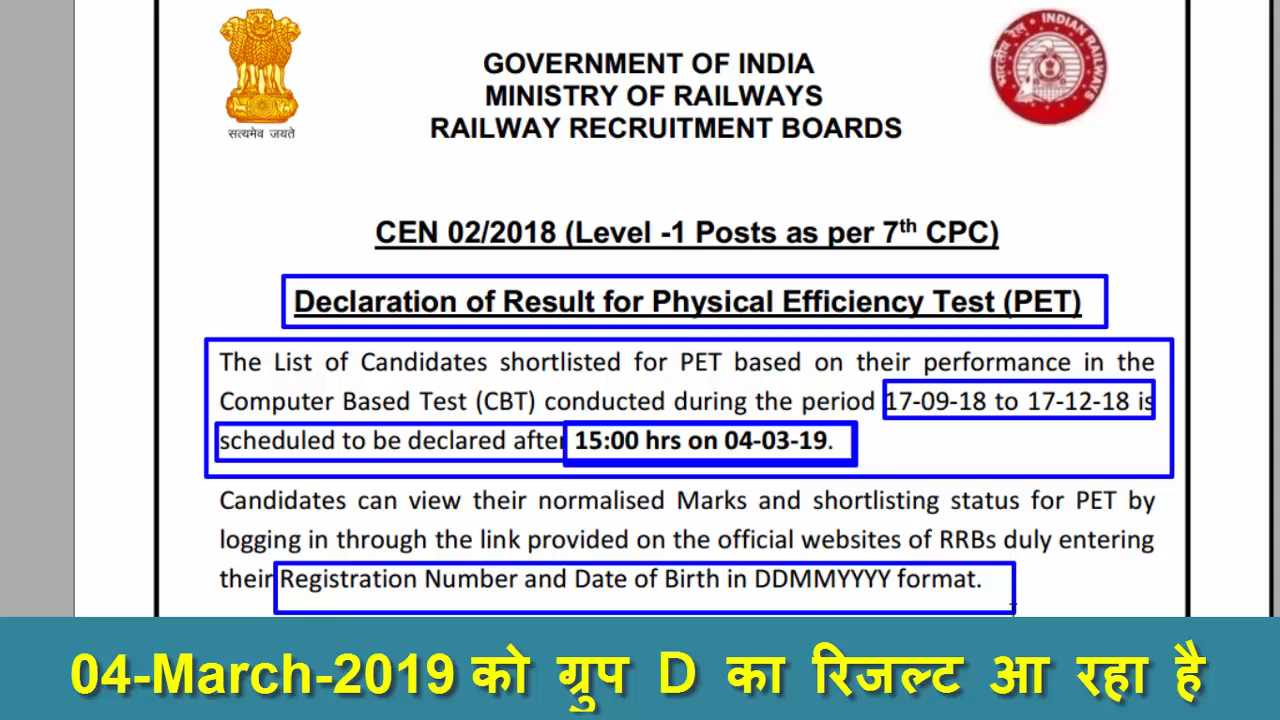 सत्यमेव जयते
GOVERNMENT OF INDIA
MINISTRY OF RAILWAYS
RAILWAY RECRUITMENT BOARDS
भारतीय रेल INDIAN RAILWAYS
CEN 02/2018 (Level -1 Posts as per 7th CPC)
Declaration of Result for Physical Efficiency Test (PET)
The List of Candidates shortlisted for PET based on their performance in the
Computer Based Test (CBT) conducted during the period 17-09-18 to 17-12-18 is
scheduled to be declared after 15:00 hrs on 04-03-19.
Candidates can view their normalised Marks and shortlisting status for PET by
logging in through the link provided on the official websites of RRBs duly entering
their Registration Number and Date of Birth in DDMMYYYY format.
04-March-2019 को ग्रुप D का रिजल्ट आ रहा है